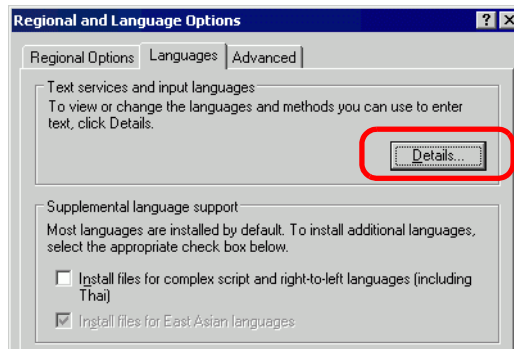 Regional and Language Options
Regional Options Languages Advanced
Text services and input languages
To view or change the languages and methods you can use to enter
text, click Details.
Details...
Supplemental language support
Most languages are installed by default. To install additional languages,
select the appropriate check box below.
Install files for complex script and right-to-left languages (including
Thai)
Install files for East Asian languages